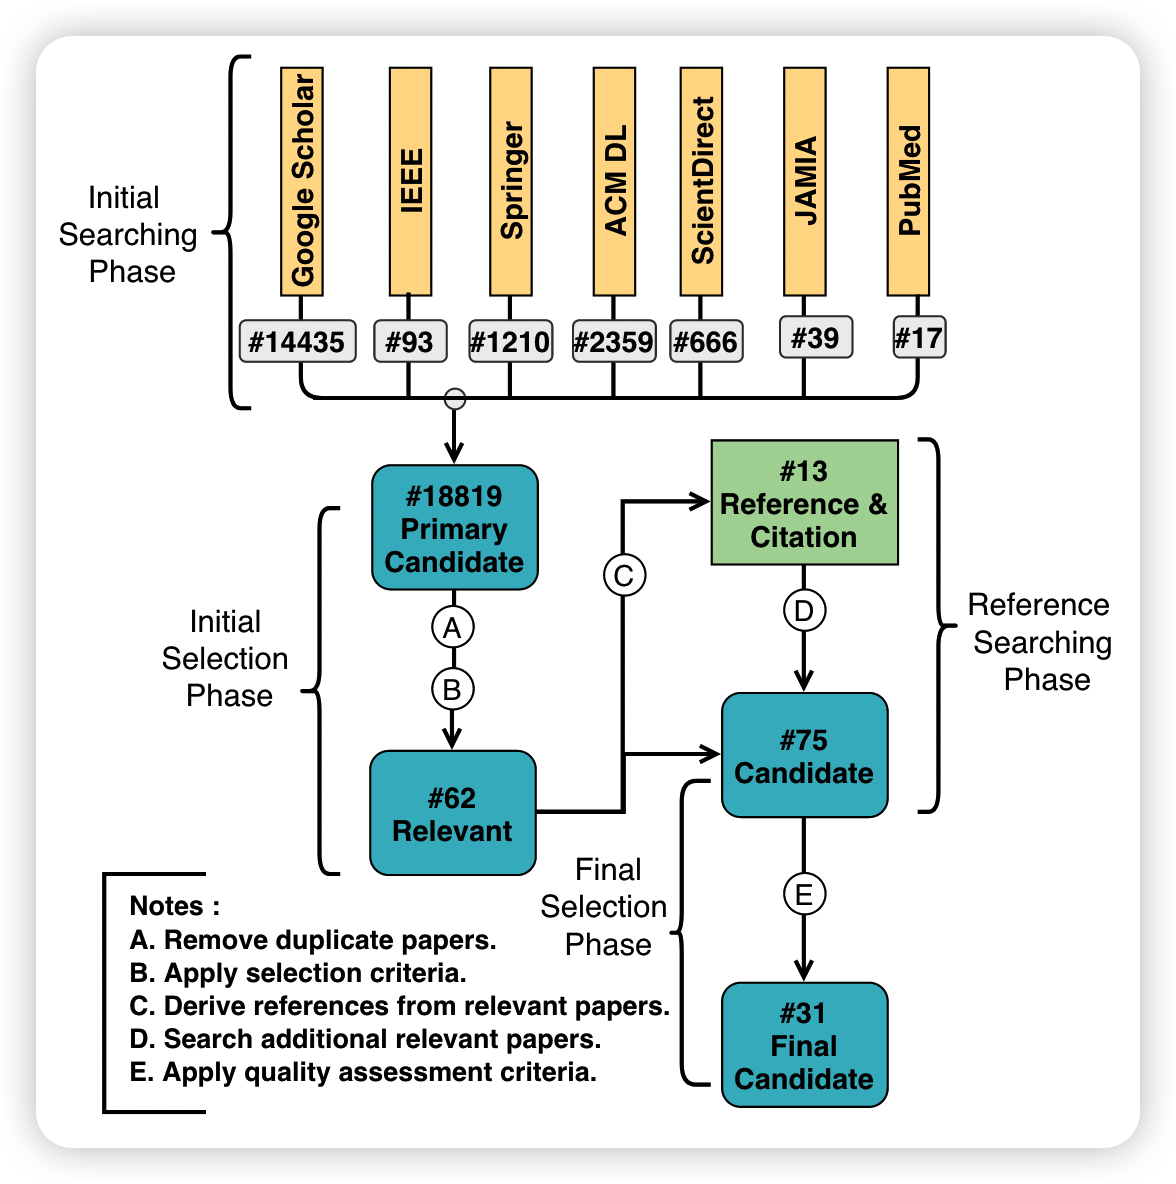 Initial
Searching
Phase
Google Scholar
IEEE
Springer
ACM DL
ScientDirect
JAMIA
PubMed
#14435
#93
#1210
#2359
#666
#39
#17
#18819
Primary
Candidate
Initial
Selection
Phase
A
B
#62
Relevant
C
#13
Reference &
Citation
D
Reference
Searching
Phase
#75
Candidate
Final
Selection
Phase
E
#31
Final
Candidate
Notes :
A. Remove duplicate papers.
B. Apply selection criteria.
C. Derive references from relevant papers.
D. Search additional relevant papers.
E. Apply quality assessment criteria.